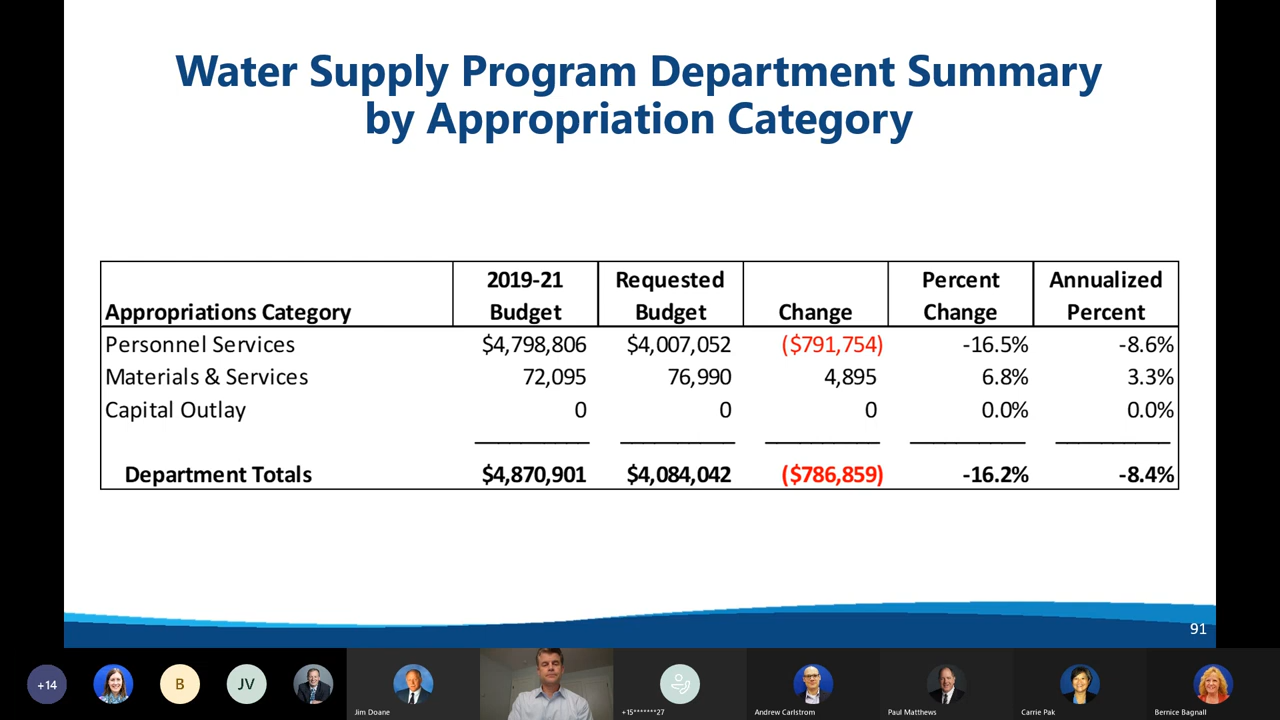 Water Supply Program Department Summary
by Appropriation Category
Appropriations Category 2019-21 Budget Requested Budget Change Percent Change Annualized Percent
Personnel Services $4,798,806 $4,007,052 ($791,754) -16.5% -8.6%
Materials & Services 72,095 76,990 4,895 6.8% 3.3%
Capital Outlay 0 0 0 0.0% 0.0%
Department Totals $4,870,901 $4,084,042 ($786,859) -16.2% -8.4%
91
+14 B JV
Jim Doane +15*******27 Andrew Carlstrom Paul Matthews Carrie Pak Bernice Bagnall